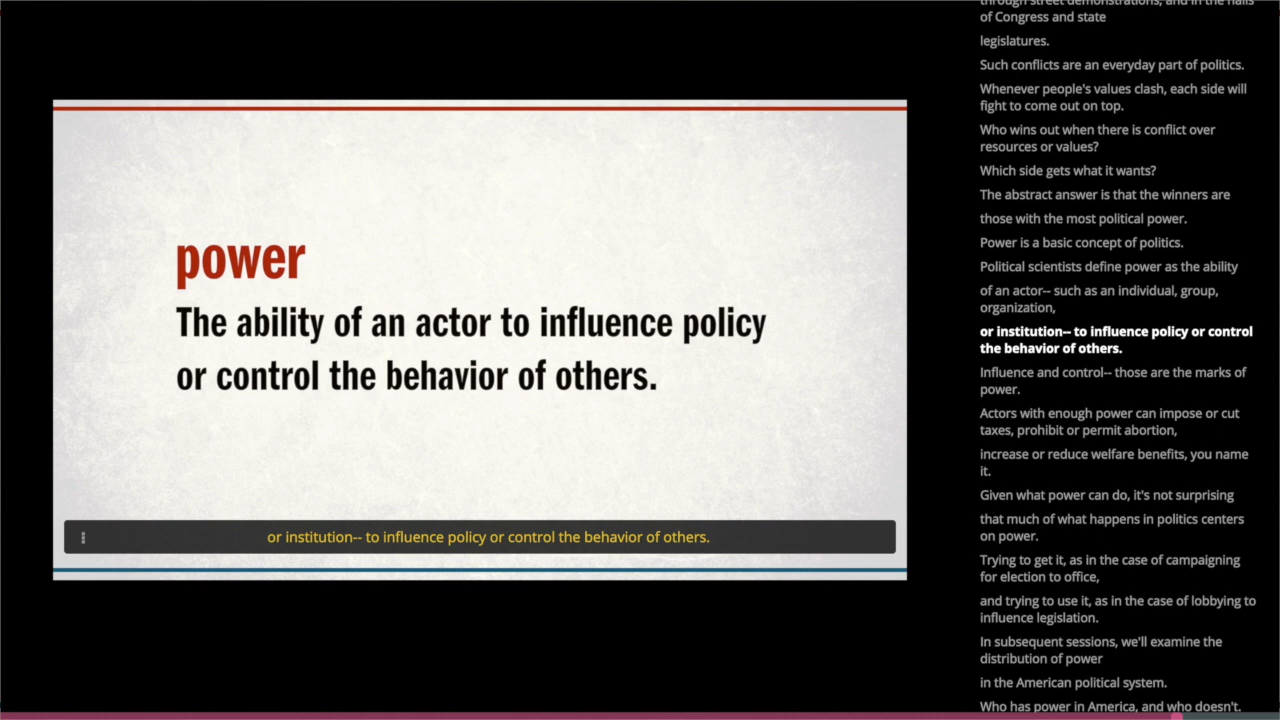 power
The ability of an actor to influence policy
or control the behavior of others.
or institution-- to influence policy or control the behavior of others.
through street demonstrations, and in the halls
of Congress and state
legislatures.
Such conflicts are an everyday part of politics.
Whenever people's values clash, each side will
fight to come out on top.
Who wins out when there is conflict over
resources or values?
Which side gets what it wants?
The abstract answer is that the winners are
those with the most political power.
Power is a basic concept of politics.
Political scientists define power as the ability
of an actor-- such as an individual, group,
organization,
or institution-- to influence policy or control
the behavior of others.
Influence and control-- those are the marks of
power.
Actors with enough power can impose or cut
taxes, prohibit or permit abortion,
increase or reduce welfare benefits, you name
it.
Given what power can do, it's not surprising
that much of what happens in politics centers
on power.
Trying to get it, as in the case of campaigning
for election to office,
and trying to use it, as in the case of lobbying to
influence legislation.
In subsequent sessions, we'll examine the
distribution of power
in the American political system.
Who has power in America, and who doesn't.